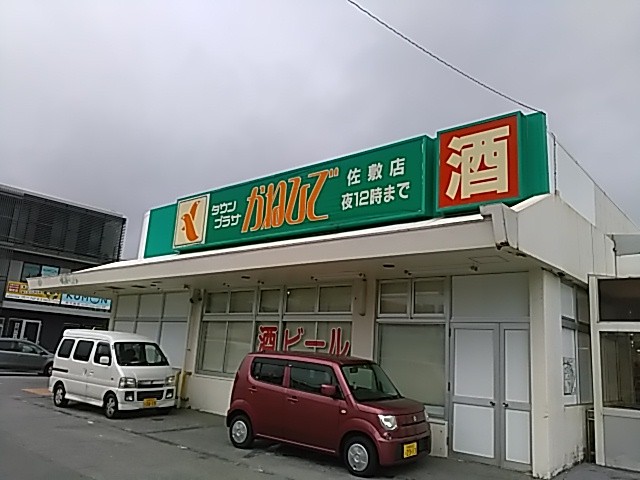 タウン
プラザ
かねひで
佐敷店
夜12時まで
酒
酒ビール
KUMON